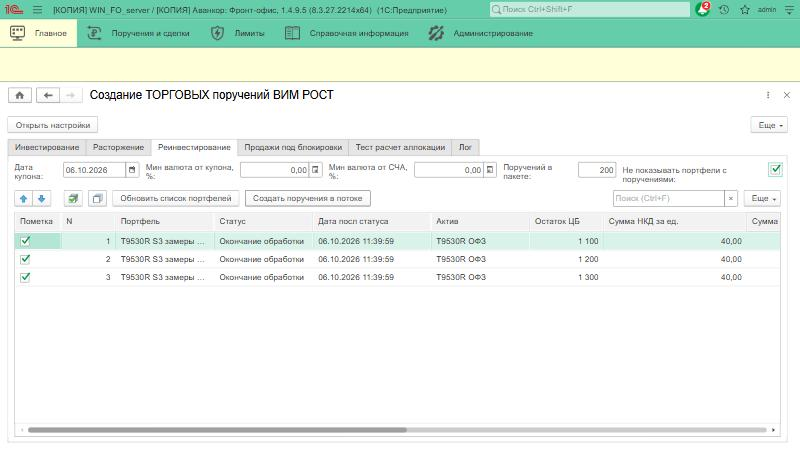 1С [КОПИЯ] WIN_FO_server / [КОПИЯ] Аванкор: Фронт-офис, 1.4.9.5 (8.3.27.2214x64) (1С:Предприятие) Поиск Ctrl+Shift+F 2 admin
Главное Поручения и сделки Лимиты Справочная информация Администрирование
Создание ТОРГОВЫХ поручений ВИМ РОСТ
Открыть настройки Еще
Инвестирование Расторжение Реинвестирование Продажи под блокировки Тест расчет аллокации Лог
Дата купона: 06.10.2026 Мин валюта от купона, %: 0,00 Мин валюта от СЧА, %: 0,00 Поручений в пакете: 200 Не показывать портфели с поручениями:
Обновить список портфелей Создать поручения в потоке Поиск (Ctrl+F) × Еще
Пометка N Портфель Статус Дата посл статуса Актив Остаток ЦБ Сумма НКД за ед. Сумма
1 T9530R S3 замеры ... Окончание обработки 06.10.2026 11:39:59 T9530R ОФЗ 1 100 40,00
2 T9530R S3 замеры ... Окончание обработки 06.10.2026 11:39:59 T9530R ОФЗ 1 200 40,00
3 T9530R S3 замеры ... Окончание обработки 06.10.2026 11:39:59 T9530R ОФЗ 1 300 40,00